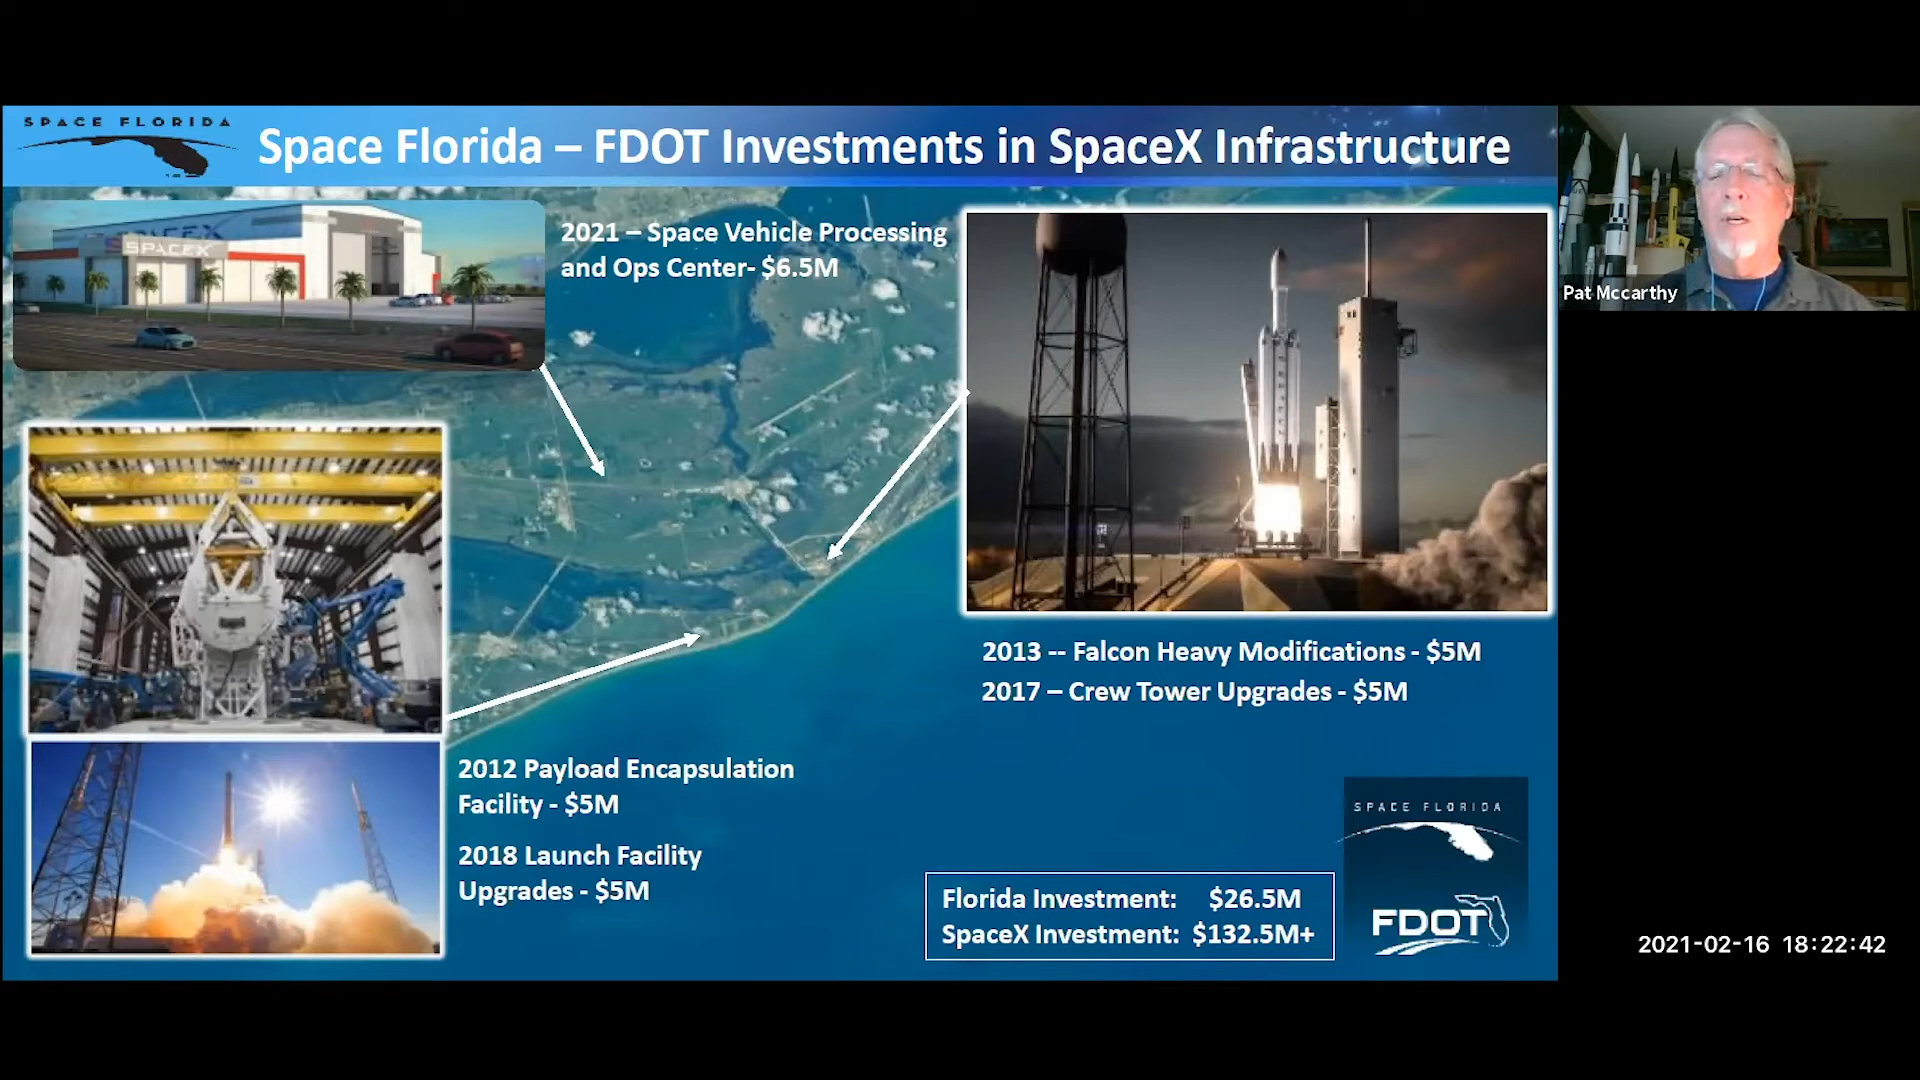 SPACE FLORIDA
Space Florida – FDOT Investments in SpaceX Infrastructure
SPACEX
2021 – Space Vehicle Processing
and Ops Center- $6.5M
Pat Mccarthy
2013 -- Falcon Heavy Modifications - $5M
2017 – Crew Tower Upgrades - $5M
2012 Payload Encapsulation
Facility - $5M
2018 Launch Facility
Upgrades - $5M
Florida Investment: $26.5M
SpaceX Investment: $132.5M+
SPACE FLORIDA
FDOT
2021-02-16 18:22:42